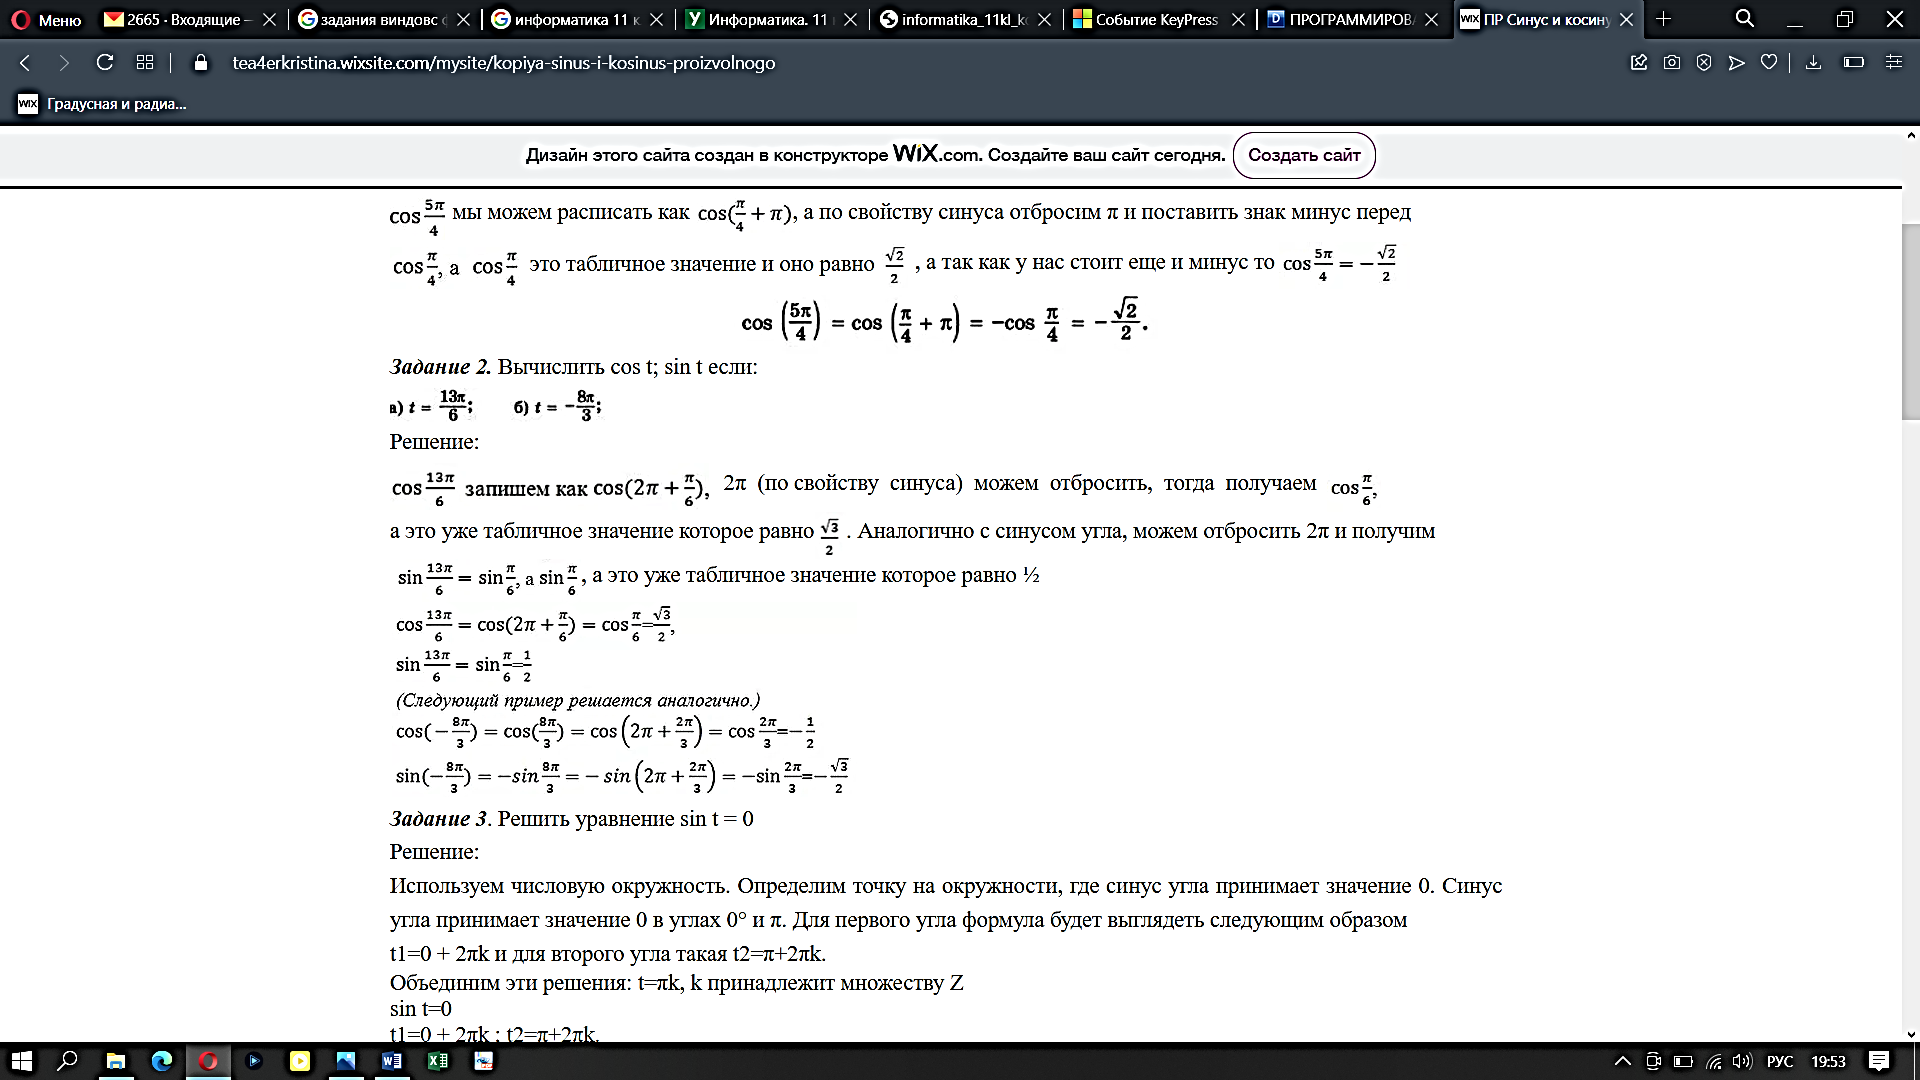 Меню
2665 - Входящие –
задания виндовс ф
информатика 11 к
Информатика. 11
informatika_11kl_k
Событие KeyPress
ПРОГРАММИРОВА
ПР Синус и косину
tea4erkristina.wixsite.com/mysite/kopiya-sinus-i-kosinus-proizvolnogo
Градусная и радиа...
Дизайн этого сайта создан в конструкторе WiX.com. Создайте ваш сайт сегодня. Создать сайт
cos 5π/4 мы можем расписать как cos(π/4 + π), а по свойству синуса отбросим π и поставить знак минус перед
cos π/4, а cos π/4 это табличное значение и оно равно √2/2 , а так как у нас стоит еще и минус то cos 5π/4 = −√2/2
cos (5π/4) = cos (π/4 + π) = -cos π/4 = -√2/2.
Задание 2. Вычислить cos t; sin t если:
а) t = 13π/6; б) t = -8π/3;
Решение:
cos 13π/6 запишем как cos(2π + π/6), 2π (по свойству синуса) можем отбросить, тогда получаем cos π/6,
а это уже табличное значение которое равно √3/2 . Аналогично с синусом угла, можем отбросить 2π и получим
sin 13π/6 = sin π/6, а sin π/6 , а это уже табличное значение которое равно ½
cos 13π/6 = cos(2π + π/6) = cos π/6=√3/2,
sin 13π/6 = sin π/6=1/2
(Следующий пример решается аналогично.)
cos(−8π/3) = cos(8π/3) = cos (2π + 2π/3) = cos 2π/3=−1/2
sin(−8π/3) = −sin 8π/3 = − sin (2π + 2π/3) = −sin 2π/3=−√3/2
Задание 3. Решить уравнение sin t = 0
Решение:
Используем числовую окружность. Определим точку на окружности, где синус угла принимает значение 0. Синус
угла принимает значение 0 в углах 0° и π. Для первого угла формула будет выглядеть следующим образом
t1=0 + 2πk и для второго угла такая t2=π+2πk.
Объединим эти решения: t=πk, k принадлежит множеству Z
sin t=0
t1=0 + 2πk ; t2=π+2πk.
РУС 19:53